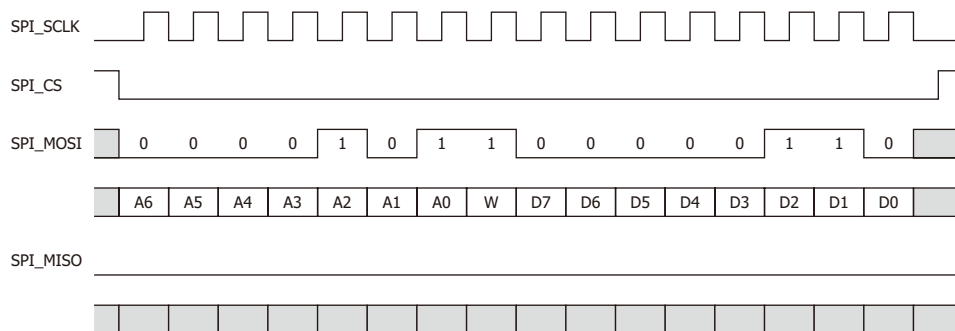 SPI_SCLK
SPI_CS
SPI_MOSI 0 0 0 0 1 0 1 1 0 0 0 0 0 1 1 0
A6 A5 A4 A3 A2 A1 A0 W D7 D6 D5 D4 D3 D2 D1 D0
SPI_MISO